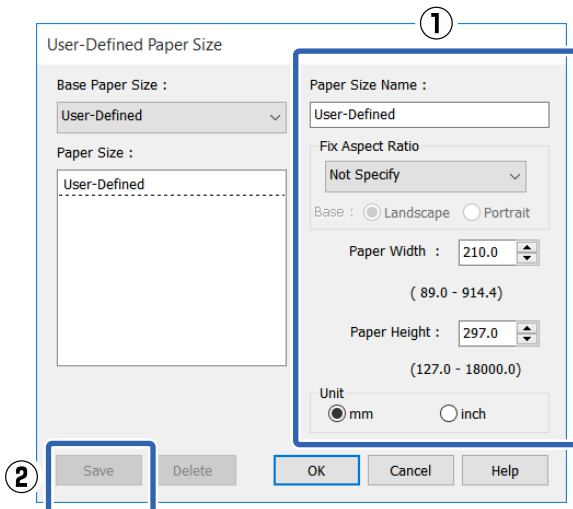 ①
User-Defined Paper Size
Base Paper Size :
User-Defined
Paper Size :
User-Defined
Paper Size Name :
User-Defined
Fix Aspect Ratio
Not Specify
Base : Landscape Portrait
Paper Width : 210.0
( 89.0 - 914.4)
Paper Height : 297.0
(127.0 - 18000.0)
Unit
mm inch
②
Save Delete OK Cancel Help